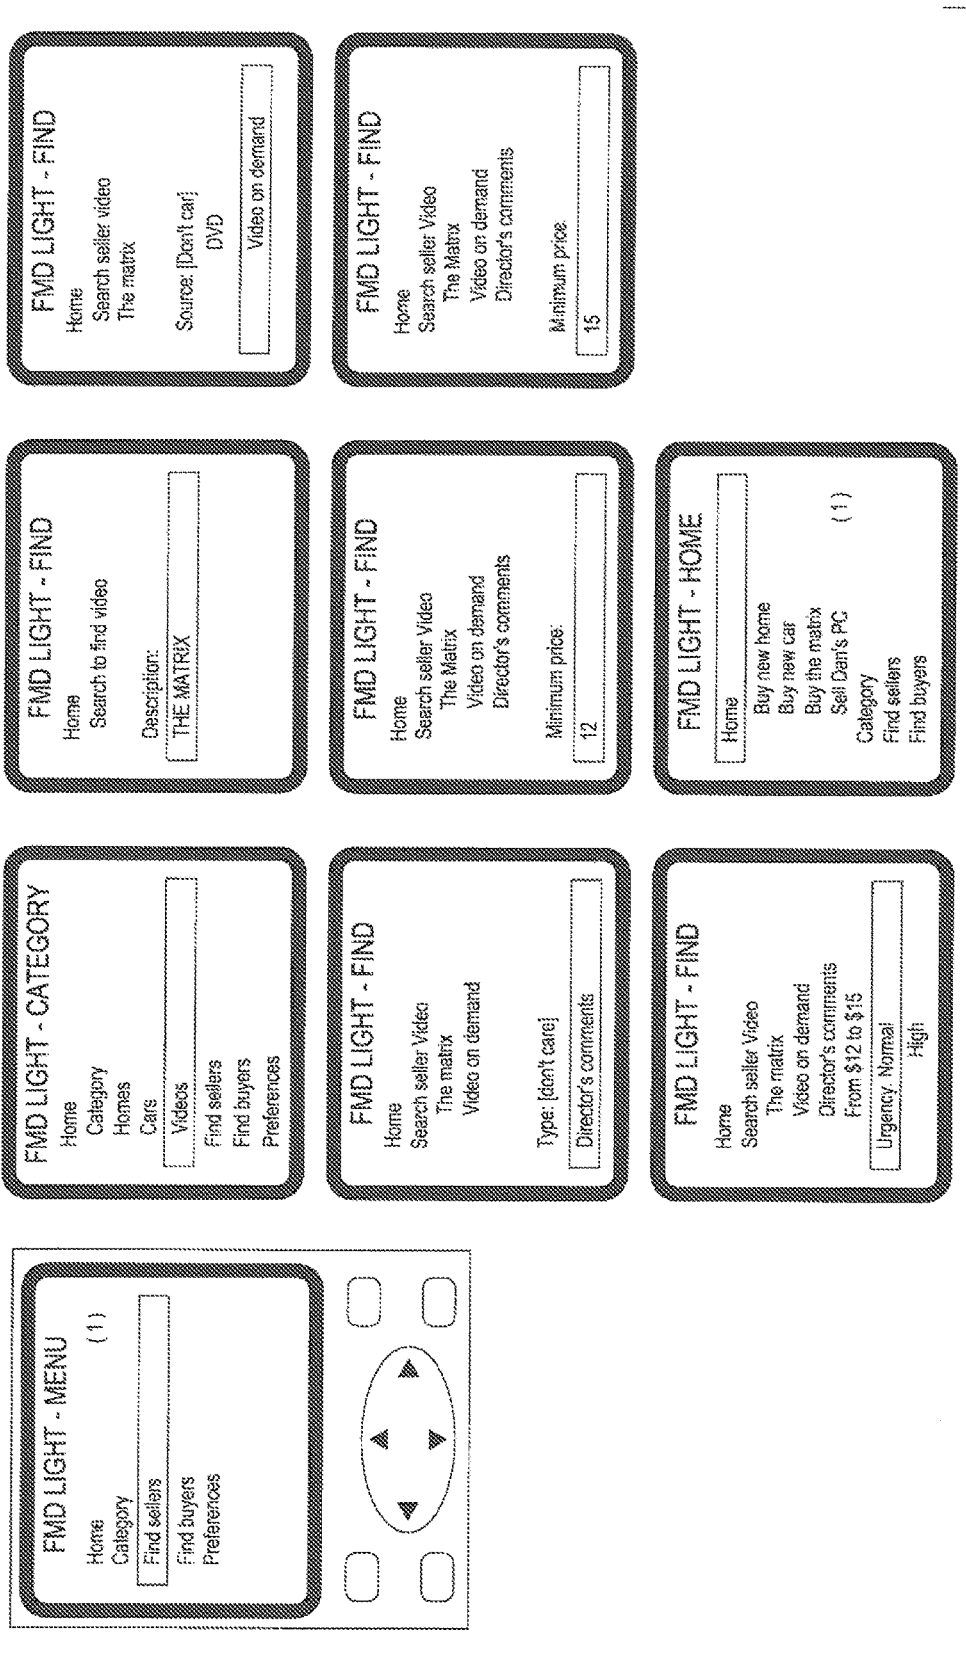 FMD LIGHT - MENU
Home (1)
Category
Find sellers
Find buyers
Preferences
FMD LIGHT - CATEGORY
Home
Category
Homes
Cars
Videos
Find sellers
Find buyers
Preferences
FMD LIGHT - FIND
Home
Search to find video
Description:
THE MATRIX
FMD LIGHT - FIND
Home
Search seller video
The matrix
Source: [Don't car]
DVD
Video on demand
FMD LIGHT - FIND
Home
Search seller Video
The matrix
Video on demand
Type: [don't care]
Director's comments
FMD LIGHT - FIND
Home
Search seller Video
The Matrix
Video on demand
Director's comments
Minimum price:
12
FMD LIGHT - FIND
Home
Search seller Video
The Matrix
Video on demand
Director's comments
Minimum price:
15
FMD LIGHT - FIND
Home
Search seller Video
The matrix
Video on demand
Director's comments
From $12 to $15
Urgency: Normal
High
FMD LIGHT - HOME
Home
Buy new home
Buy new car
Buy the matrix
Sell Dan's PC (1)
Category
Find sellers
Find buyers